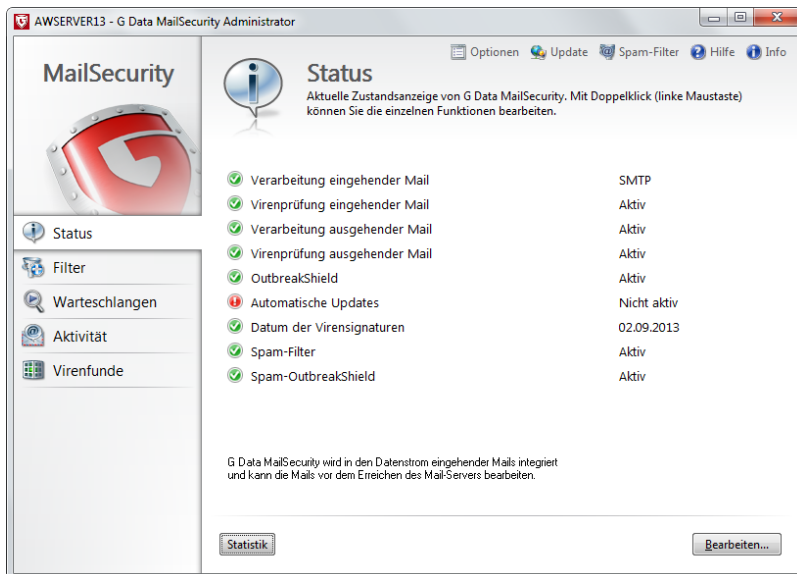 AWSERVER13 - G Data MailSecurity Administrator
MailSecurity
Optionen Update Spam-Filter Hilfe Info
Status
Aktuelle Zustandsanzeige von G Data MailSecurity. Mit Doppelklick (linke Maustaste)
können Sie die einzelnen Funktionen bearbeiten.
Status
Filter
Warteschlangen
Aktivität
Virenfunde
Verarbeitung eingehender Mail SMTP
Virenprüfung eingehender Mail Aktiv
Verarbeitung ausgehender Mail Aktiv
Virenprüfung ausgehender Mail Aktiv
OutbreakShield Aktiv
Automatische Updates Nicht aktiv
Datum der Virensignaturen 02.09.2013
Spam-Filter Aktiv
Spam-OutbreakShield Aktiv
G Data MailSecurity wird in den Datenstrom eingehender Mails integriert
und kann die Mails vor dem Erreichen des Mail-Servers bearbeiten.
Statistik Bearbeiten...